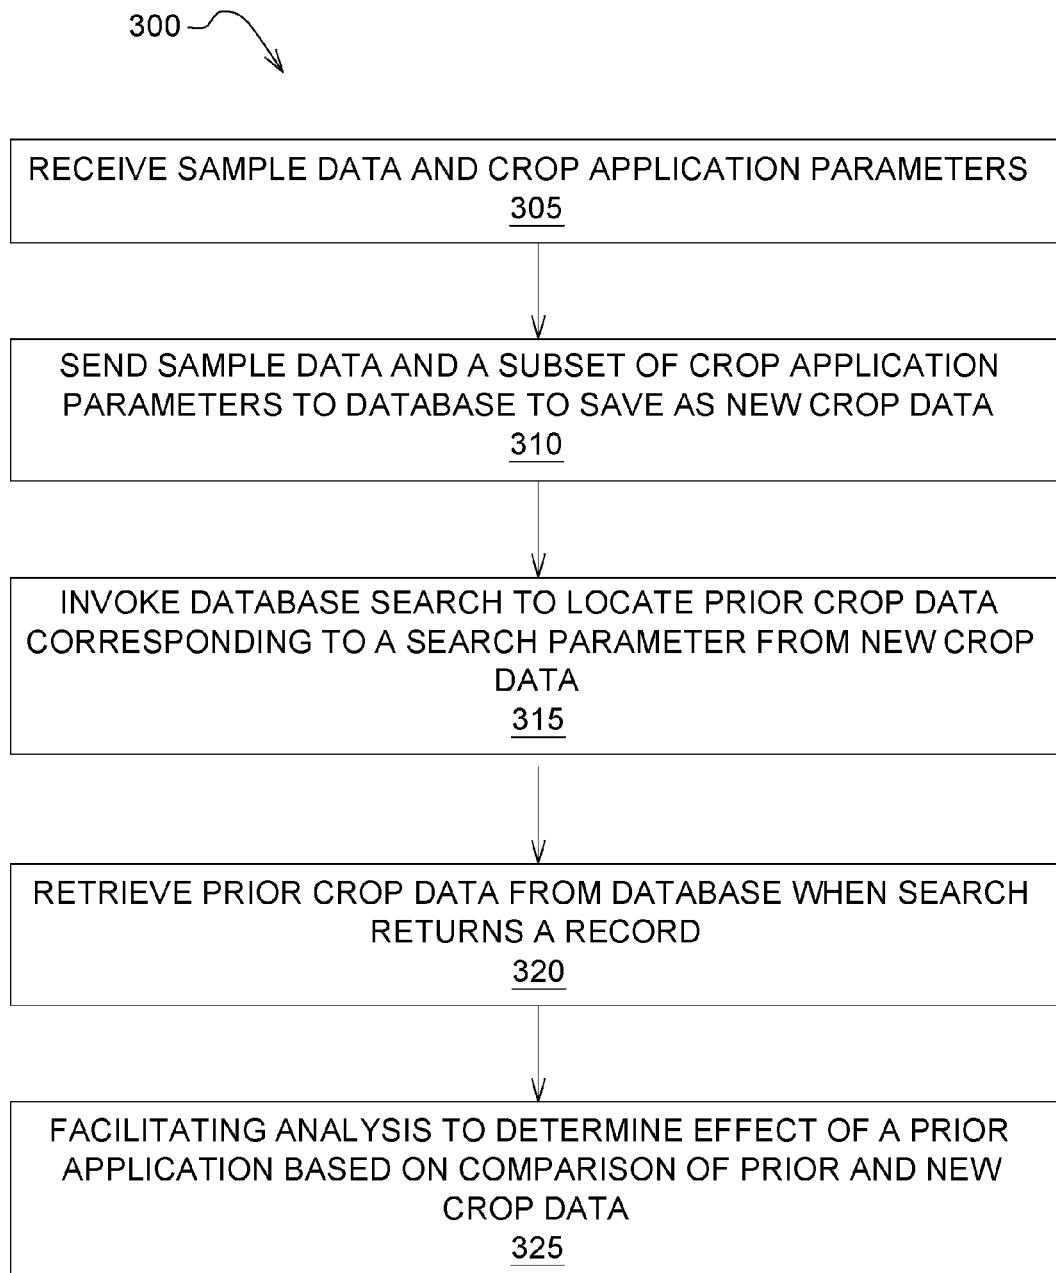 300
RECEIVE SAMPLE DATA AND CROP APPLICATION PARAMETERS
305
SEND SAMPLE DATA AND A SUBSET OF CROP APPLICATION
PARAMETERS TO DATABASE TO SAVE AS NEW CROP DATA
310
INVOKE DATABASE SEARCH TO LOCATE PRIOR CROP DATA
CORRESPONDING TO A SEARCH PARAMETER FROM NEW CROP
DATA
315
RETRIEVE PRIOR CROP DATA FROM DATABASE WHEN SEARCH
RETURNS A RECORD
320
FACILITATING ANALYSIS TO DETERMINE EFFECT OF A PRIOR
APPLICATION BASED ON COMPARISON OF PRIOR AND NEW
CROP DATA
325